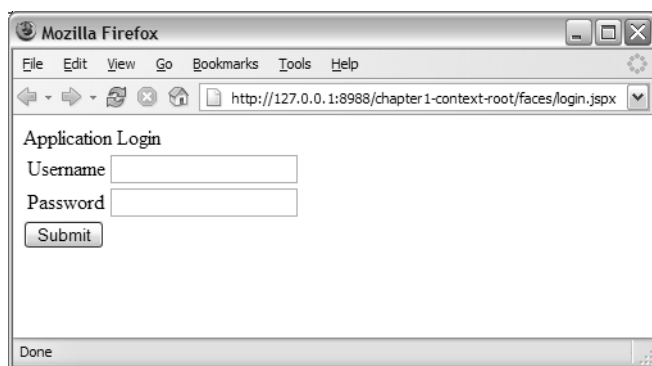 Mozilla Firefox
File Edit View Go Bookmarks Tools Help
http://127.0.0.1:8988/chapter1-context-root/faces/login.jspx
Application Login
Username
Password
Submit
Done